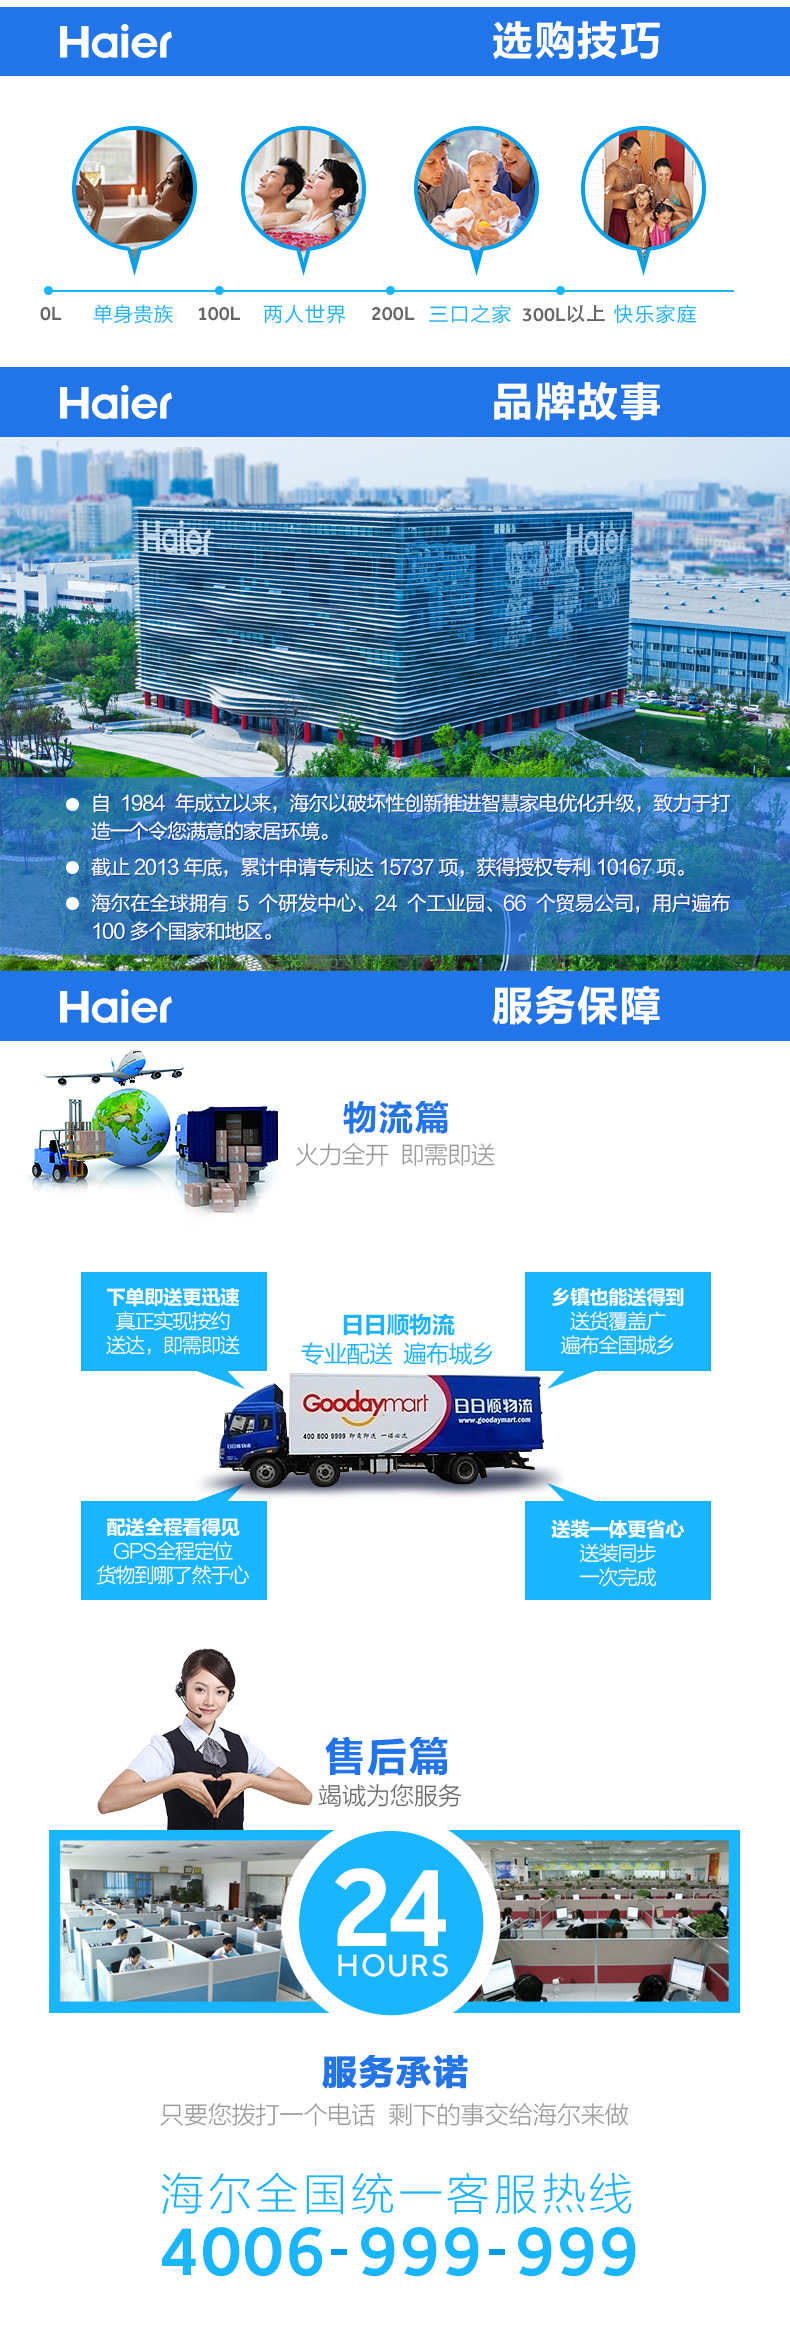 Haier
选购技巧
0L 单身贵族 100L 两人世界 200L 三口之家 300L以上 快乐家庭
Haier
品牌故事
Haier
Haier
自 1984 年成立以来，海尔以破坏性创新推进智慧家电优化升级，致力于打
造一个令您满意的家居环境。
截止 2013 年底，累计申请专利达 15737 项，获得授权专利 10167 项。
海尔在全球拥有 5 个研发中心、24 个工业园、66 个贸易公司，用户遍布
100 多个国家和地区。
Haier
服务保障
物流篇
火力全开 即需即送
下单即送更迅速
真正实现按约
送达，即需即送
日日顺物流
专业配送 遍布城乡
乡镇也能送得到
送货覆盖广
遍布全国城乡
Goodaymart
日日顺物流
www.goodaymart.com
400 800 9999 即需即送 一诺必达
日日顺物流
配送全程看得见
GPS全程定位
货物到哪了然于心
送装一体更省心
送装同步
一次完成
售后篇
竭诚为您服务
24
HOURS
服务承诺
只要您拨打一个电话 剩下的事交给海尔来做
海尔全国统一客服热线
4006-999-999